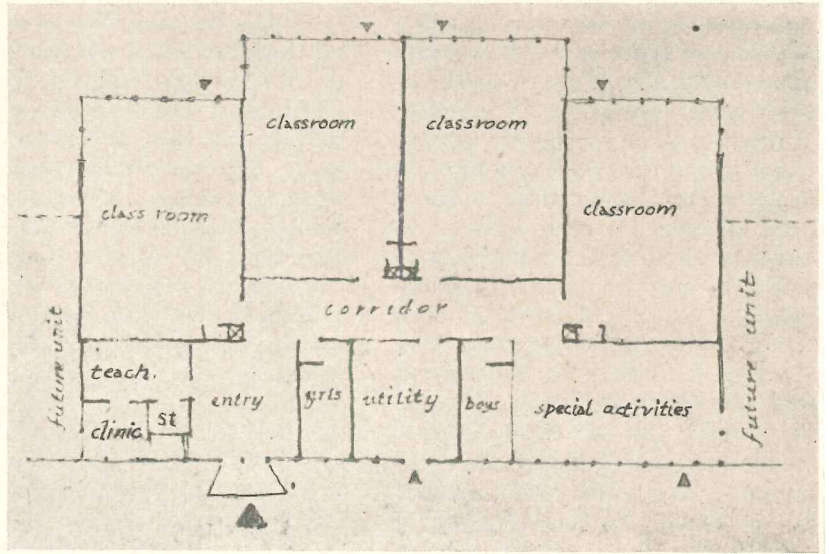 classroom
classroom
class room
classroom
corridor
future unit
future unit
teach.
entry
girls
utility
boys
special activities
clinic
st